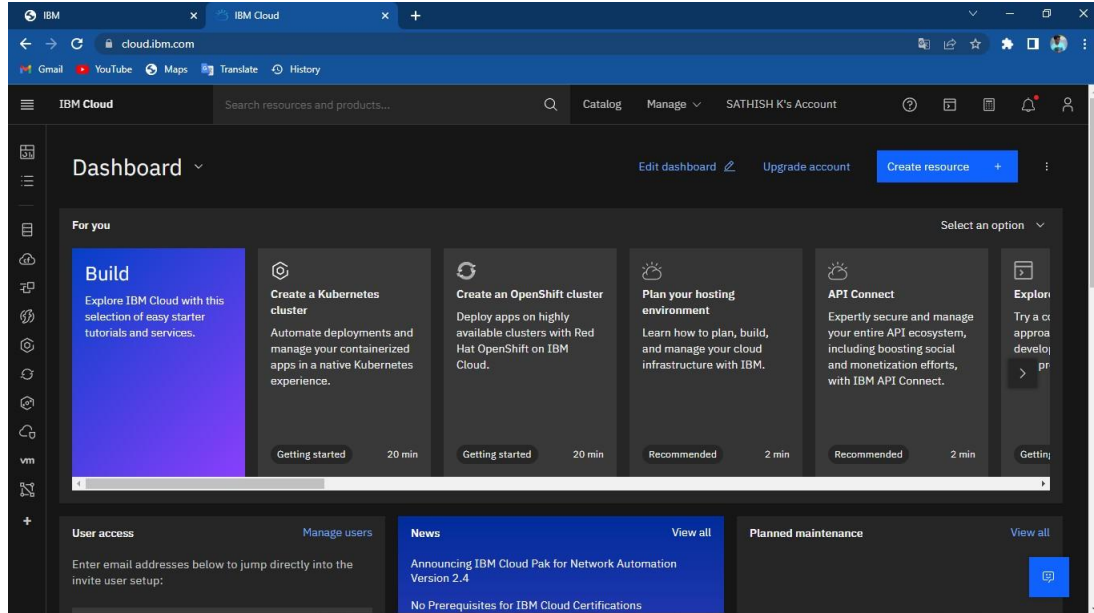 IBM
IBM Cloud
cloud.ibm.com
Gmail YouTube Maps Translate History
IBM Cloud
Search resources and products...
Catalog
Manage
SATHISH K's Account
Dashboard
Edit dashboard
Upgrade account
Create resource +
For you
Select an option
Build
Explore IBM Cloud with this
selection of easy starter
tutorials and services.
Create a Kubernetes
cluster
Automate deployments and
manage your containerized
apps in a native Kubernetes
experience.
Getting started 20 min
Create an OpenShift cluster
Deploy apps on highly
available clusters with Red
Hat OpenShift on IBM
Cloud.
Getting started 20 min
Plan your hosting
environment
Learn how to plan, build,
and manage your cloud
infrastructure with IBM.
Recommended 2 min
API Connect
Expertly secure and manage
your entire API ecosystem,
including boosting social
and monetization efforts,
with IBM API Connect.
Recommended 2 min
Explor
Try a
approa
develop
pr
Getting
vm
User access
Manage users
Enter email addresses below to jump directly into the
invite user setup:
News
View all
Announcing IBM Cloud Pak for Network Automation
Version 2.4
No Prerequisites for IBM Cloud Certifications
Planned maintenance
View all